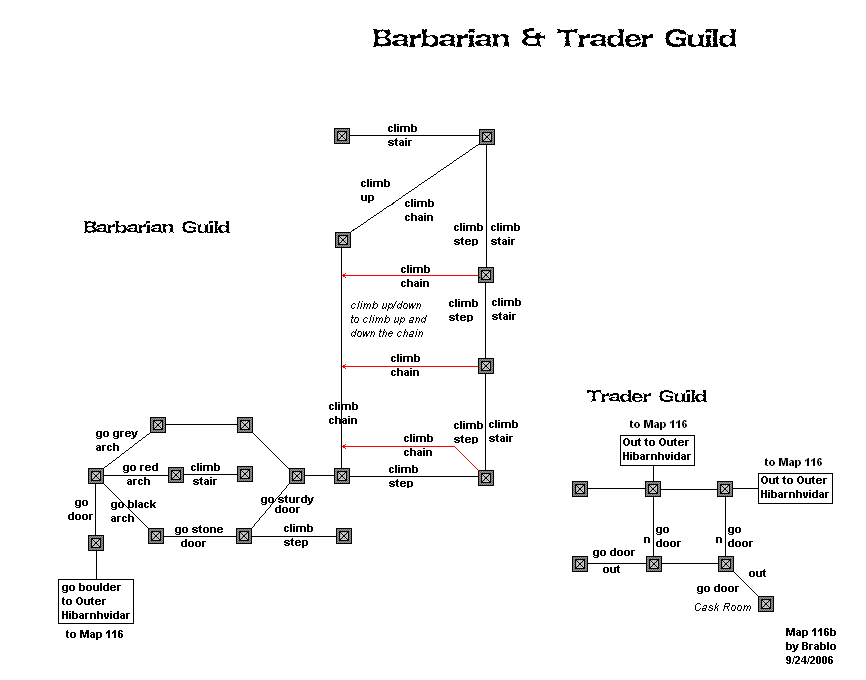 Barbarian & Trader Guild
climb
stair
climb
up
climb
chain
Barbarian Guild
climb
step
climb
stair
climb
chain
climb up/down
to climb up and
down the chain
climb
step
climb
stair
climb
chain
Trader Guild
climb
chain
climb
chain
climb
step
climb
stair
climb
step
go grey
arch
go red
arch
climb
stair
go
door
go black
arch
go sturdy
door
go stone
door
climb
step
go boulder
to Outer
Hibarnhvidar
to Map 116
to Map 116
Out to Outer
Hibarnhvidar
to Map 116
Out to Outer
Hibarnhvidar
n
go
door
n
go
door
go door
out
out
go door
Cask Room
Map 116b
by Brablo
9/24/2006